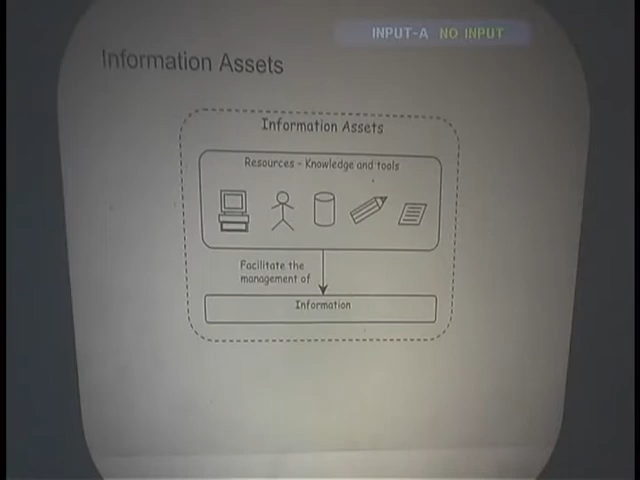 INPUT-A NO INPUT
Information Assets
Information Assets
Resources - Knowledge and tools
Facilitate the
management of
Information